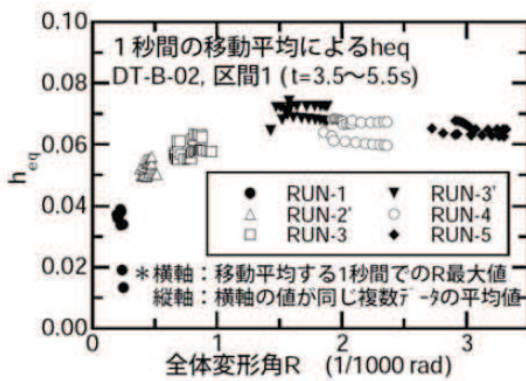 0.10
1秒間の移動平均によるheq
DT-B-02, 区間1 (t=3.5〜5.5s)
0.08
0.06
heq
0.04
RUN-1
RUN-3'
RUN-2'
RUN-4
RUN-3
RUN-5
0.02
＊横軸：移動平均する1秒間でのR最大値
縦軸：横軸の値が同じ複数ﾃﾞｰﾀの平均値
0.00
0 1 2 3
全体変形角R (1/1000 rad)